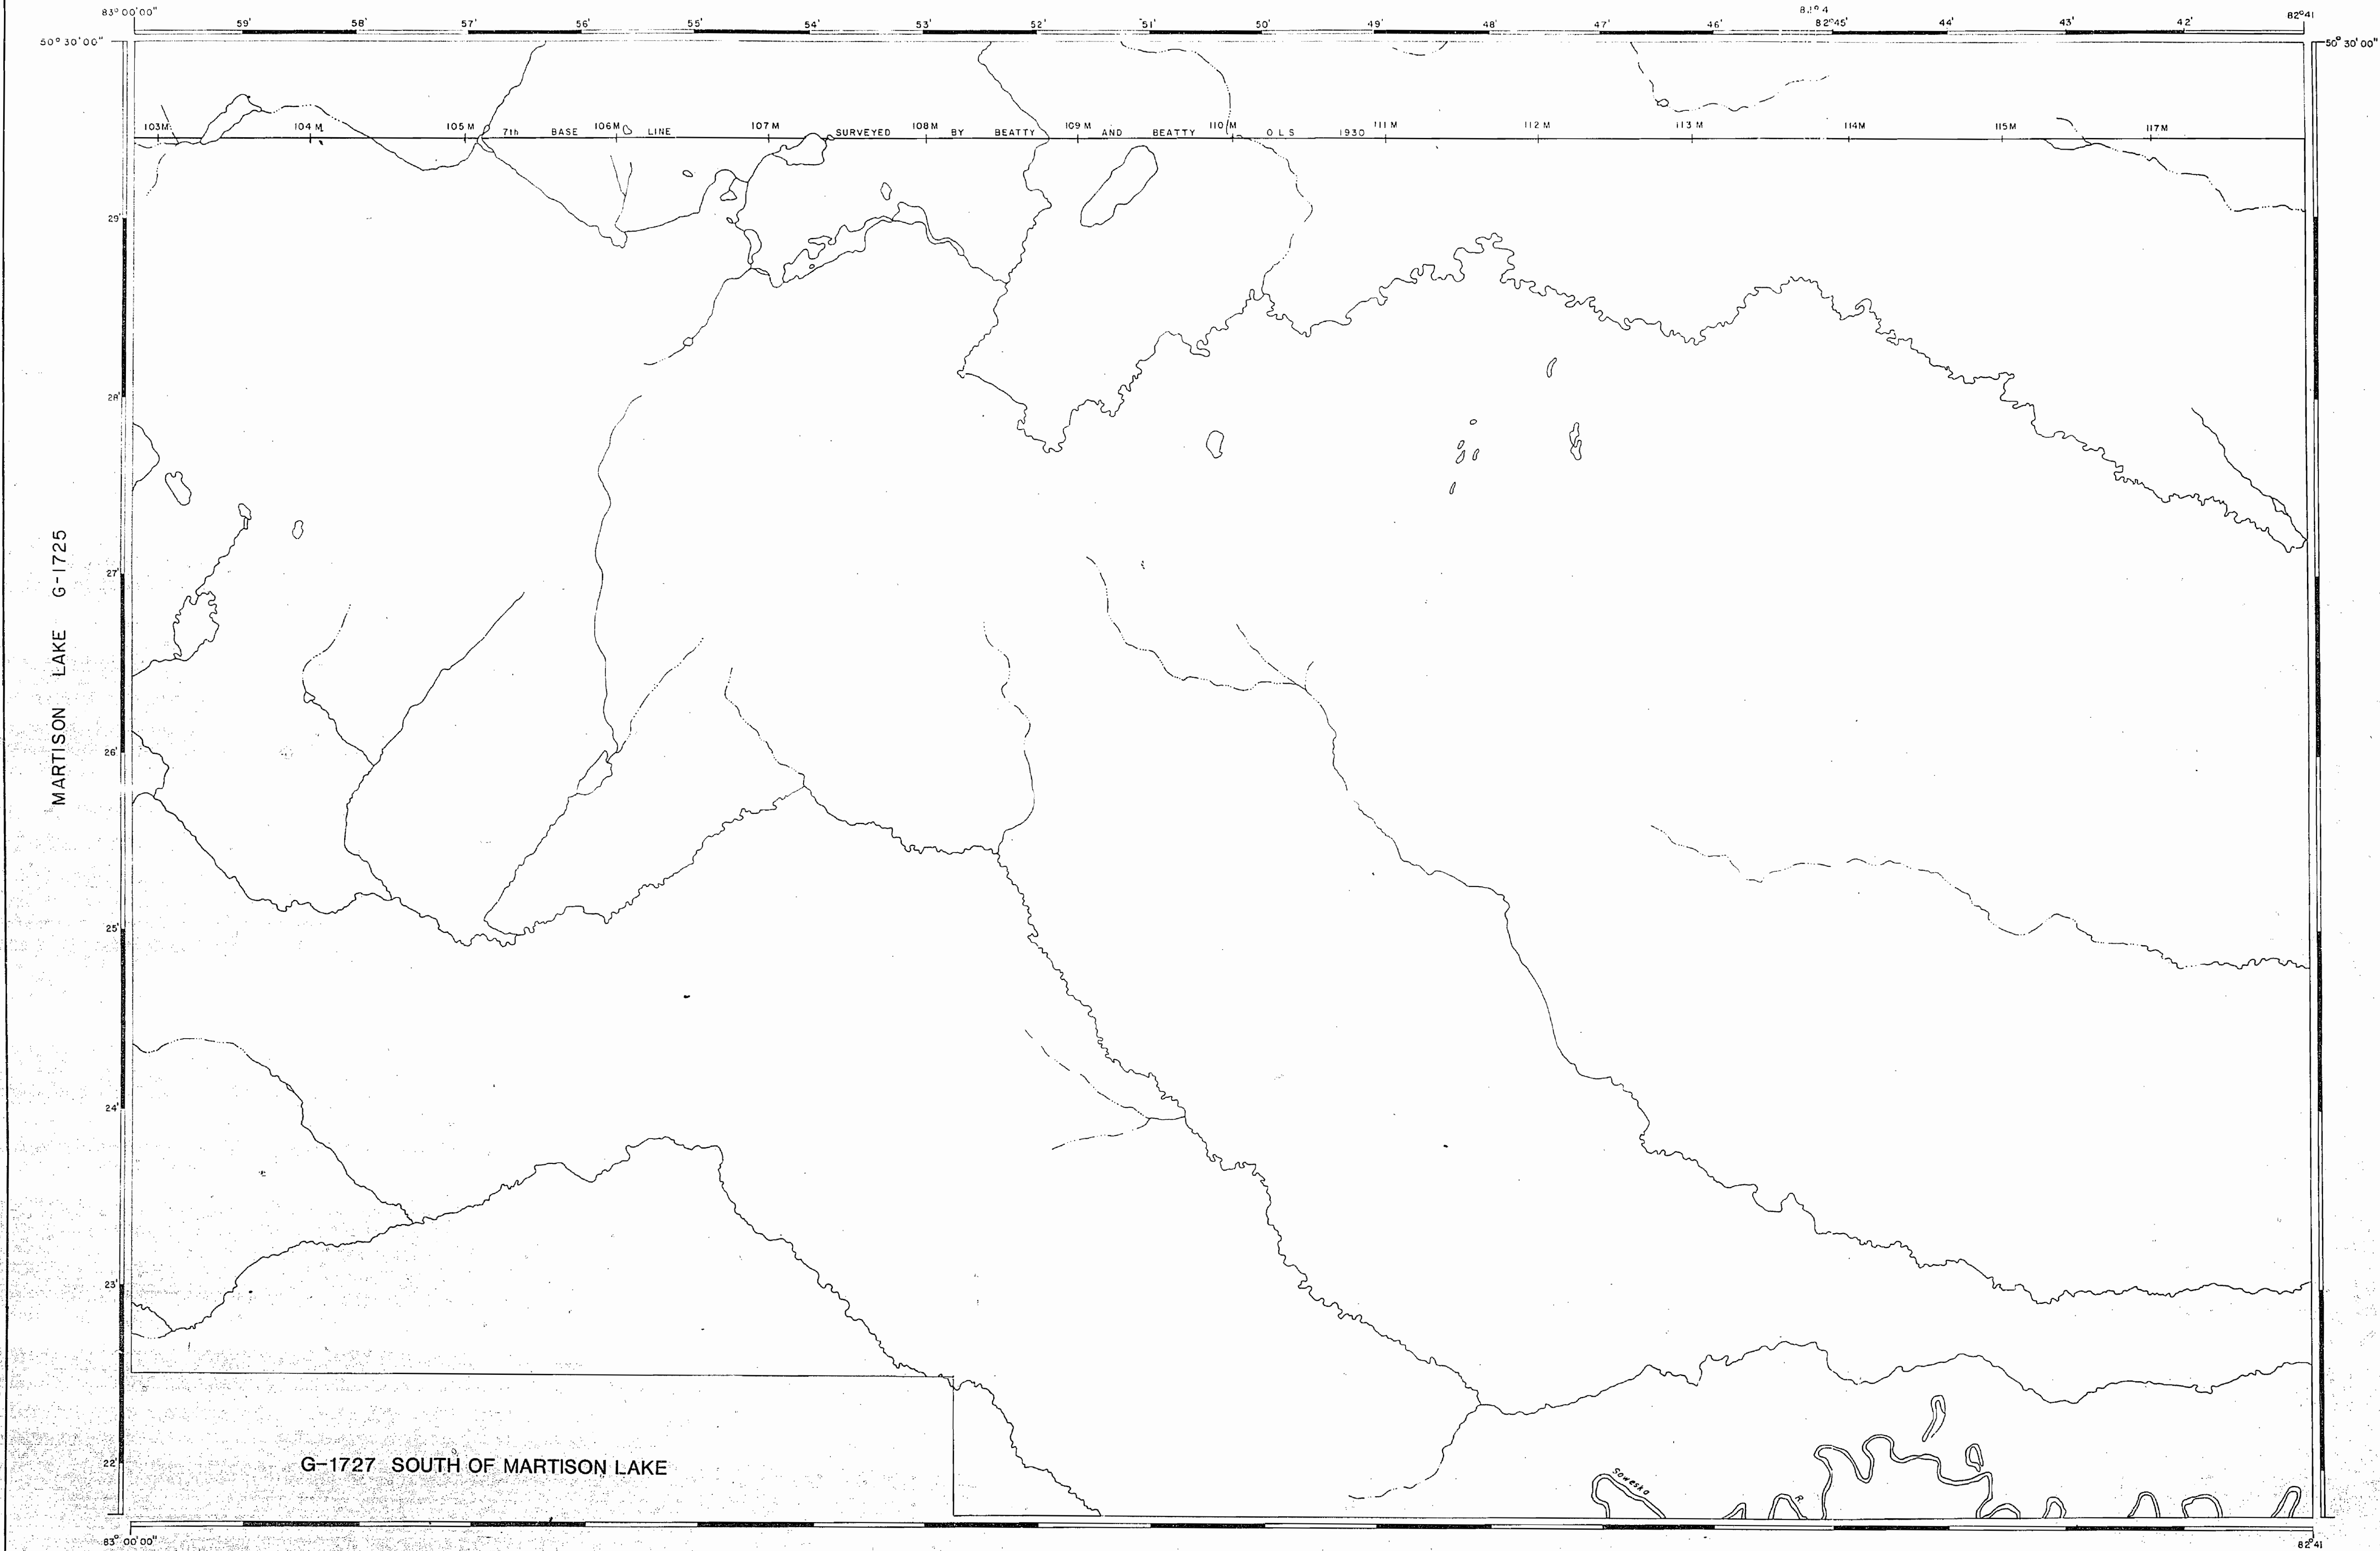 83° 00' 00" 59' 58' 57' 56' 55' 54' 53' 52' 51' 50' 49' 48' 47' 46' 82°45' 44' 43' 42' 82°41
50° 30' 00" 50° 30' 00"
103M 104 M 105 M 7th BASE 106M LINE 107 M SURVEYED 108M BY BEATTY 109 M AND BEATTY 110 M O L S 1930 111 M 112 M 113 M 114M 115M 117M
29'
28'
27'
26'
25'
24'
23'
22'
MARTISON LAKE G-1725
G-1727 SOUTH OF MARTISON LAKE
Soweska R
83° 00' 00" 82°41